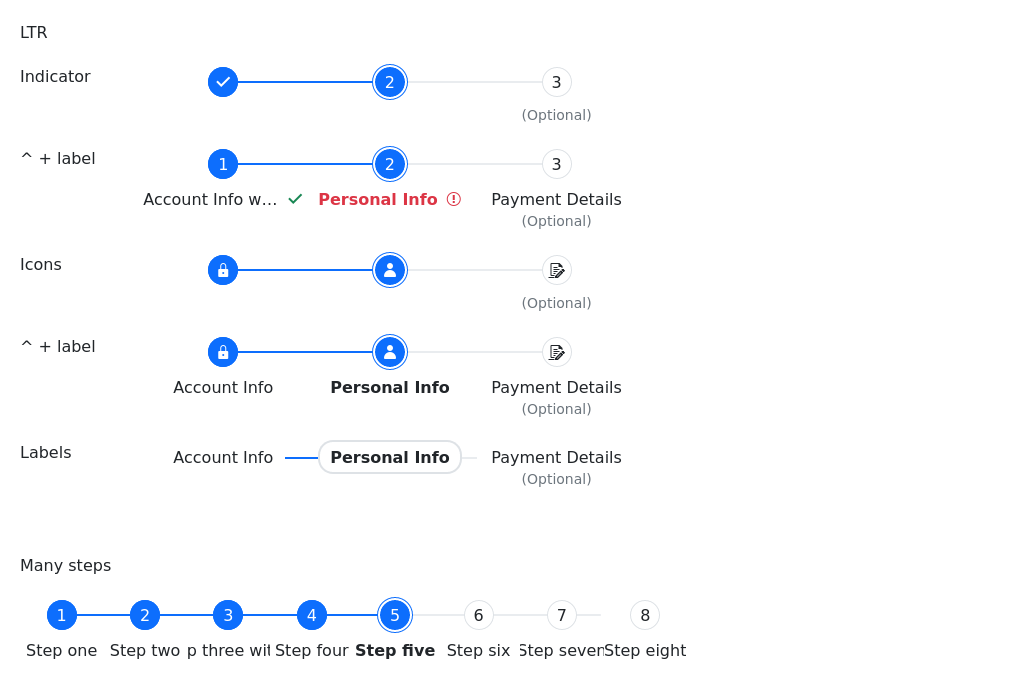 LTR
Indicator
2 3
(Optional)
^ + label
1 2 3
Account Info w... Personal Info Payment Details
(Optional)
Icons
(Optional)
^ + label
Account Info Personal Info Payment Details
(Optional)
Labels
Account Info Personal Info Payment Details
(Optional)
Many steps
1 2 3 4 5 6 7 8
Step one Step two p three wit Step four Step five Step six Step seven Step eight